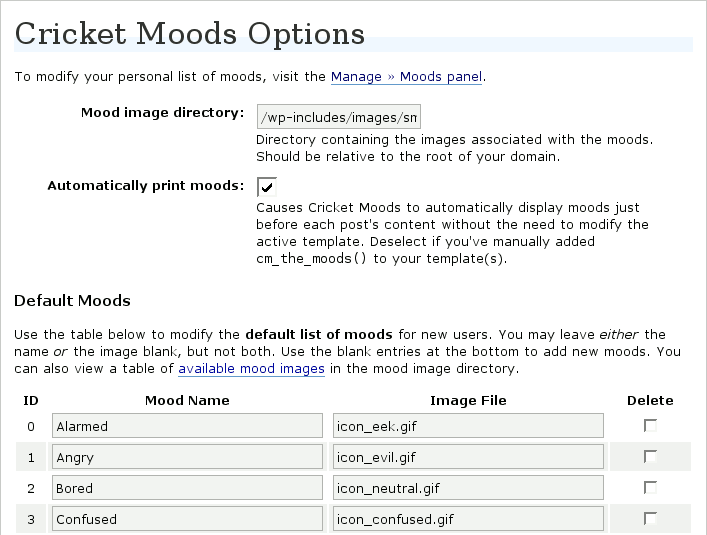 Cricket Moods Options
To modify your personal list of moods, visit the Manage » Moods panel.
Mood image directory: /wp-includes/images/sm
Directory containing the images associated with the moods.
Should be relative to the root of your domain.
Automatically print moods:
Causes Cricket Moods to automatically display moods just
before each post's content without the need to modify the
active template. Deselect if you've manually added
cm_the_moods() to your template(s).
Default Moods
Use the table below to modify the default list of moods for new users. You may leave either the
name or the image blank, but not both. Use the blank entries at the bottom to add new moods. You
can also view a table of available mood images in the mood image directory.
ID Mood Name Image File Delete
0 Alarmed icon_eek.gif
1 Angry icon_evil.gif
2 Bored icon_neutral.gif
3 Confused icon_confused.gif